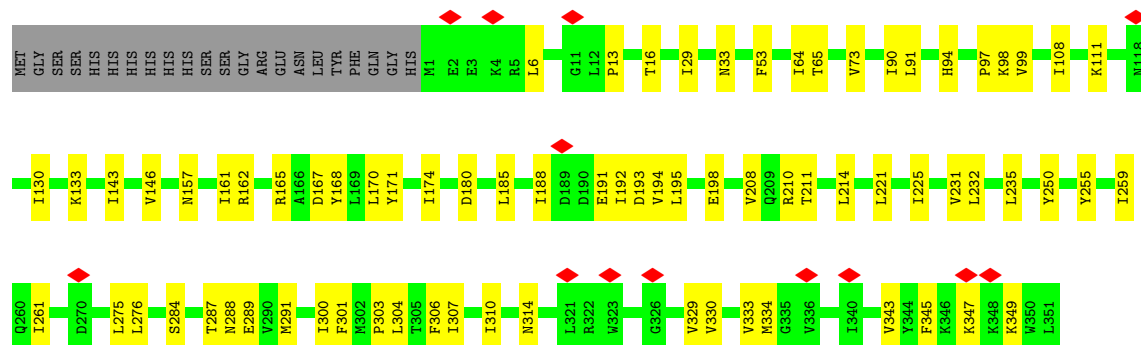 MET GLY SER SER HIS HIS HIS HIS HIS HIS SER SER GLY ARG GLU ASN LEU TYR PHE GLN GLY HIS M1 E2 E3 K4 R5 L6 G11 L12 P13 T16 I29 N33 F53 I64 T65 V73 I90 L91 H94 P97 K98 V99 I108 K111 N118
I130 K133 I143 V146 N157 I161 R162 R165 A166 D167 Y168 L169 L170 Y171 I174 D180 L185 I188 D189 D190 E191 I192 D193 V194 L195 E198 V208 Q209 R210 T211 L214 L221 I225 V231 L232 L235 Y250 Y255 I259
Q260 I261 D270 L275 L276 S284 T287 N288 E289 V290 M291 I300 F301 M302 P303 L304 T305 F306 I307 I310 N314 L321 R322 W323 G326 V329 V330 V333 M334 G335 V336 I340 V343 Y344 F345 K346 K347 K348 K349 W350 L351